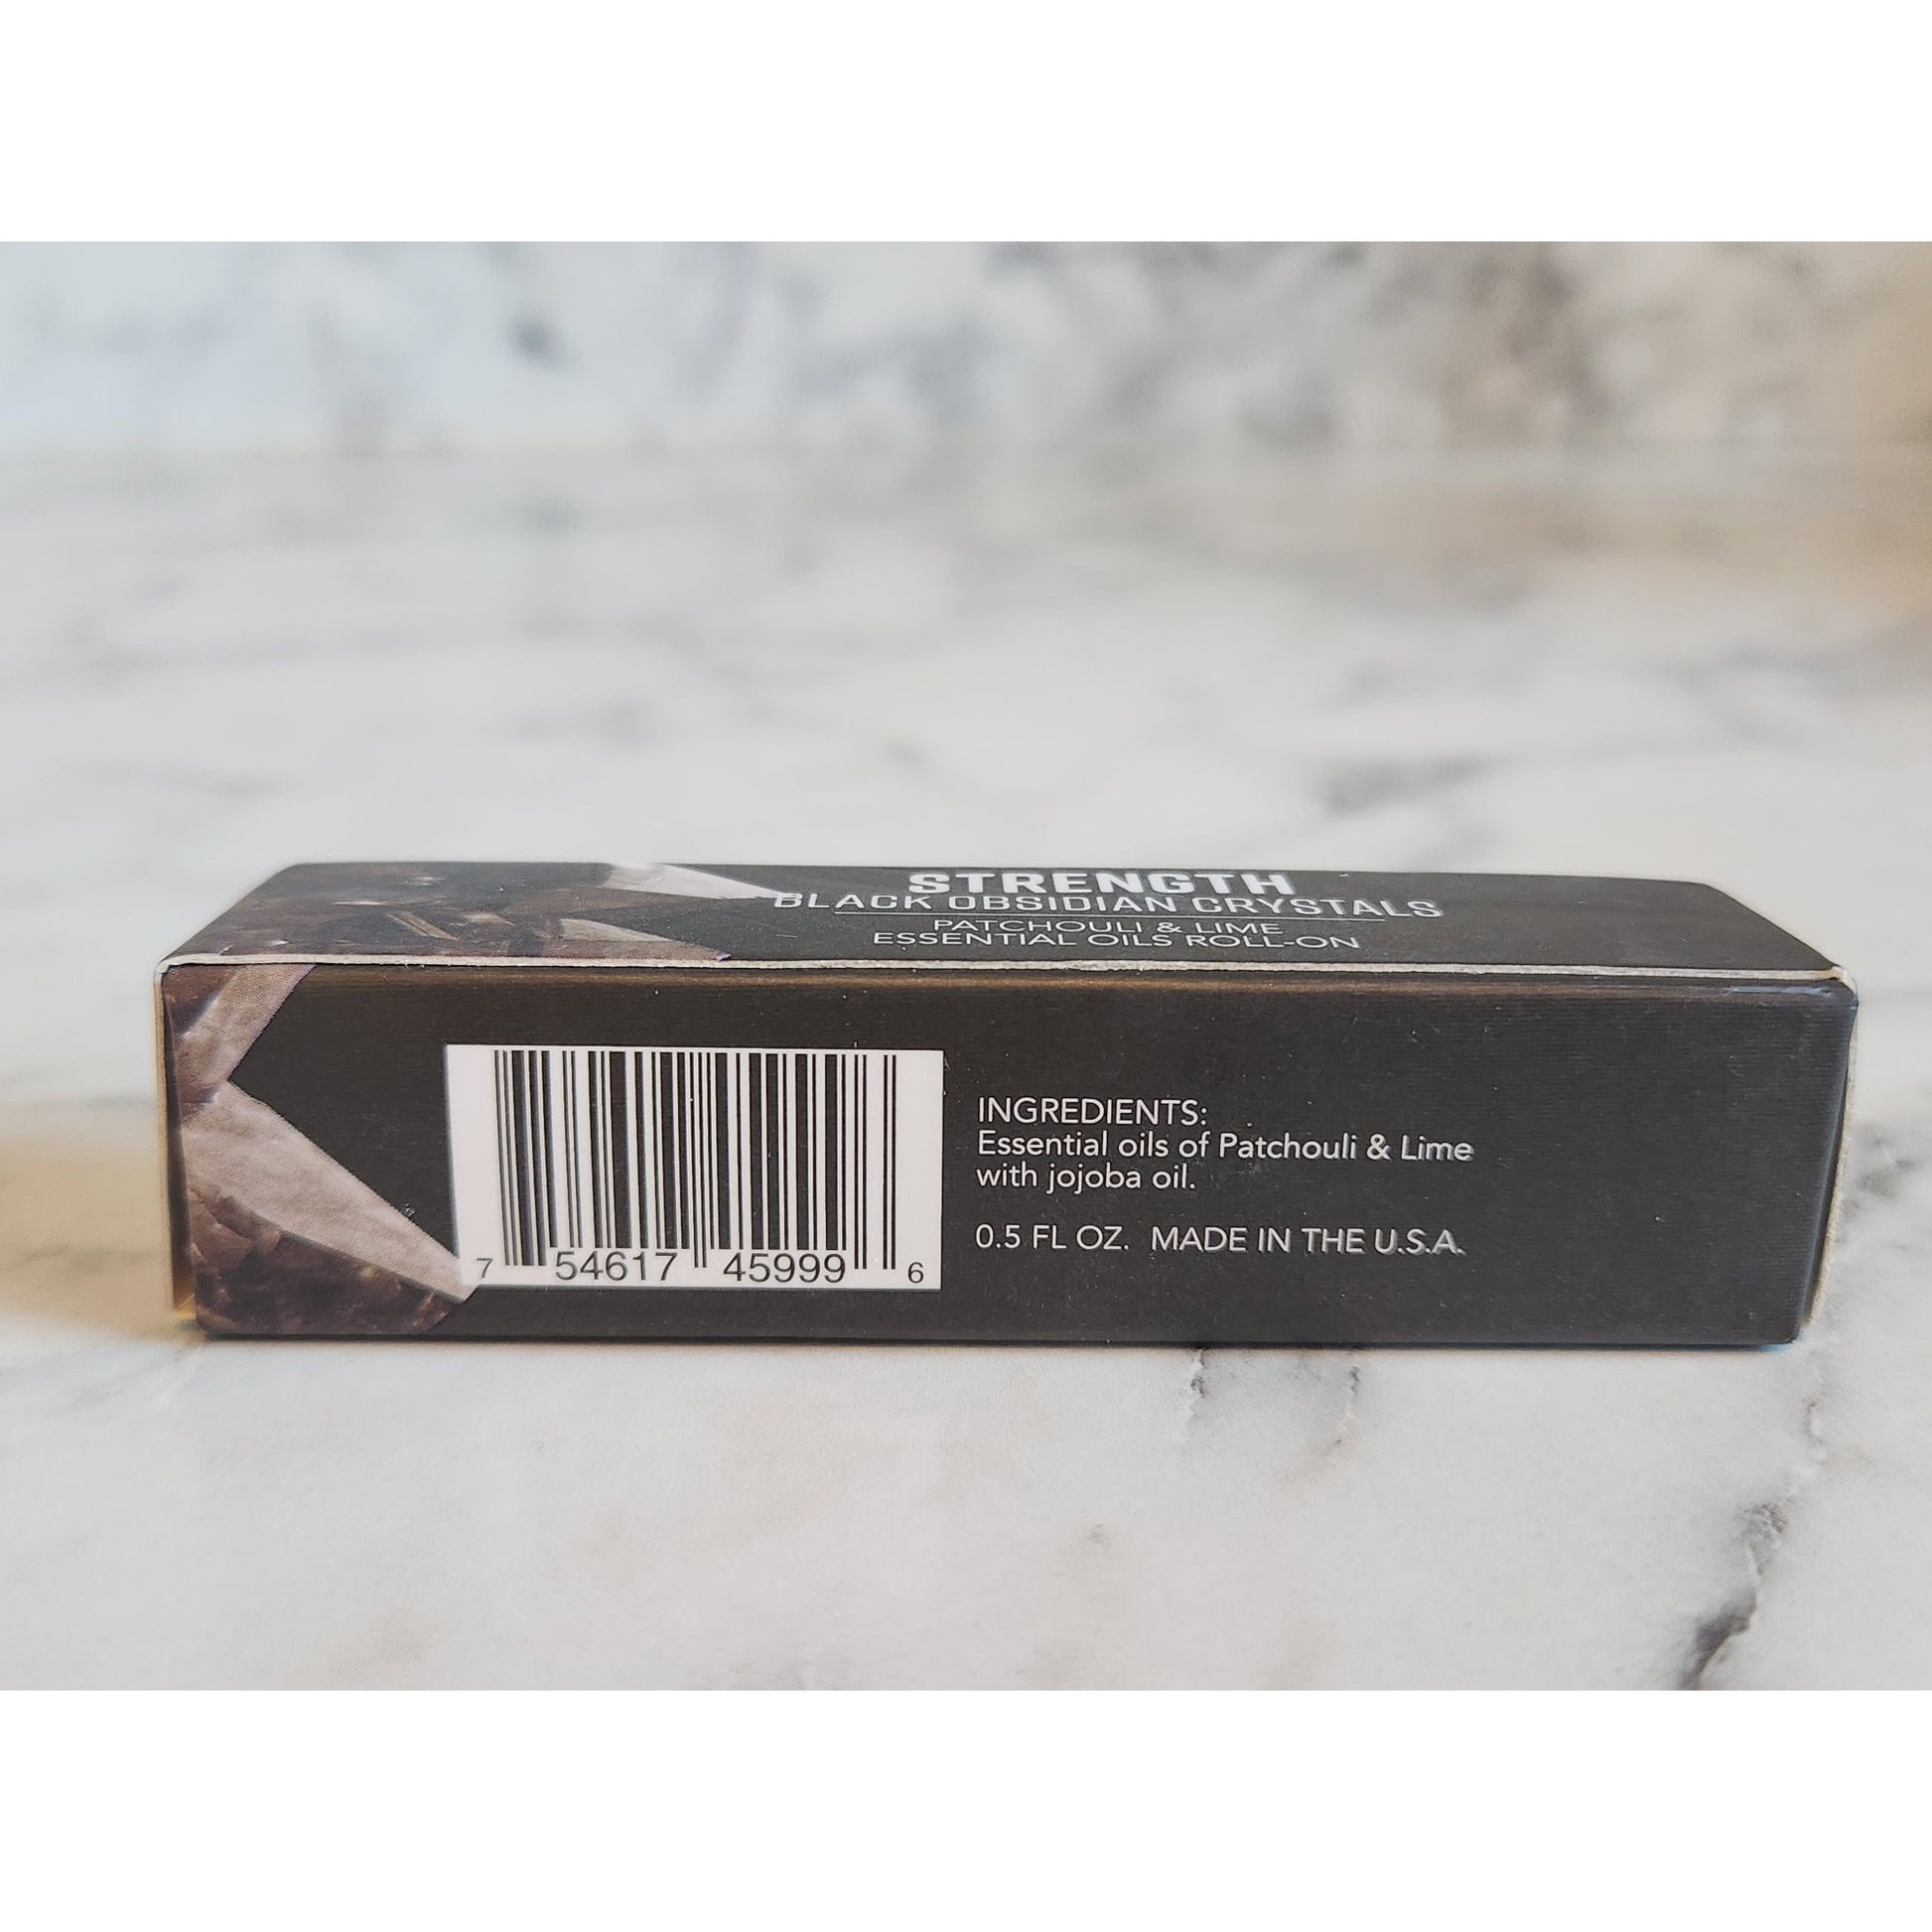 STRENGTH
BLACK OBSIDIAN CRYSTALS
PATCHOULI & LIME
ESSENTIAL OILS ROLL-ON
INGREDIENTS:
Essential oils of Patchouli & Lime
with jojoba oil.
0.5 FL OZ. MADE IN THE U.S.A.
7 54617 45999 6